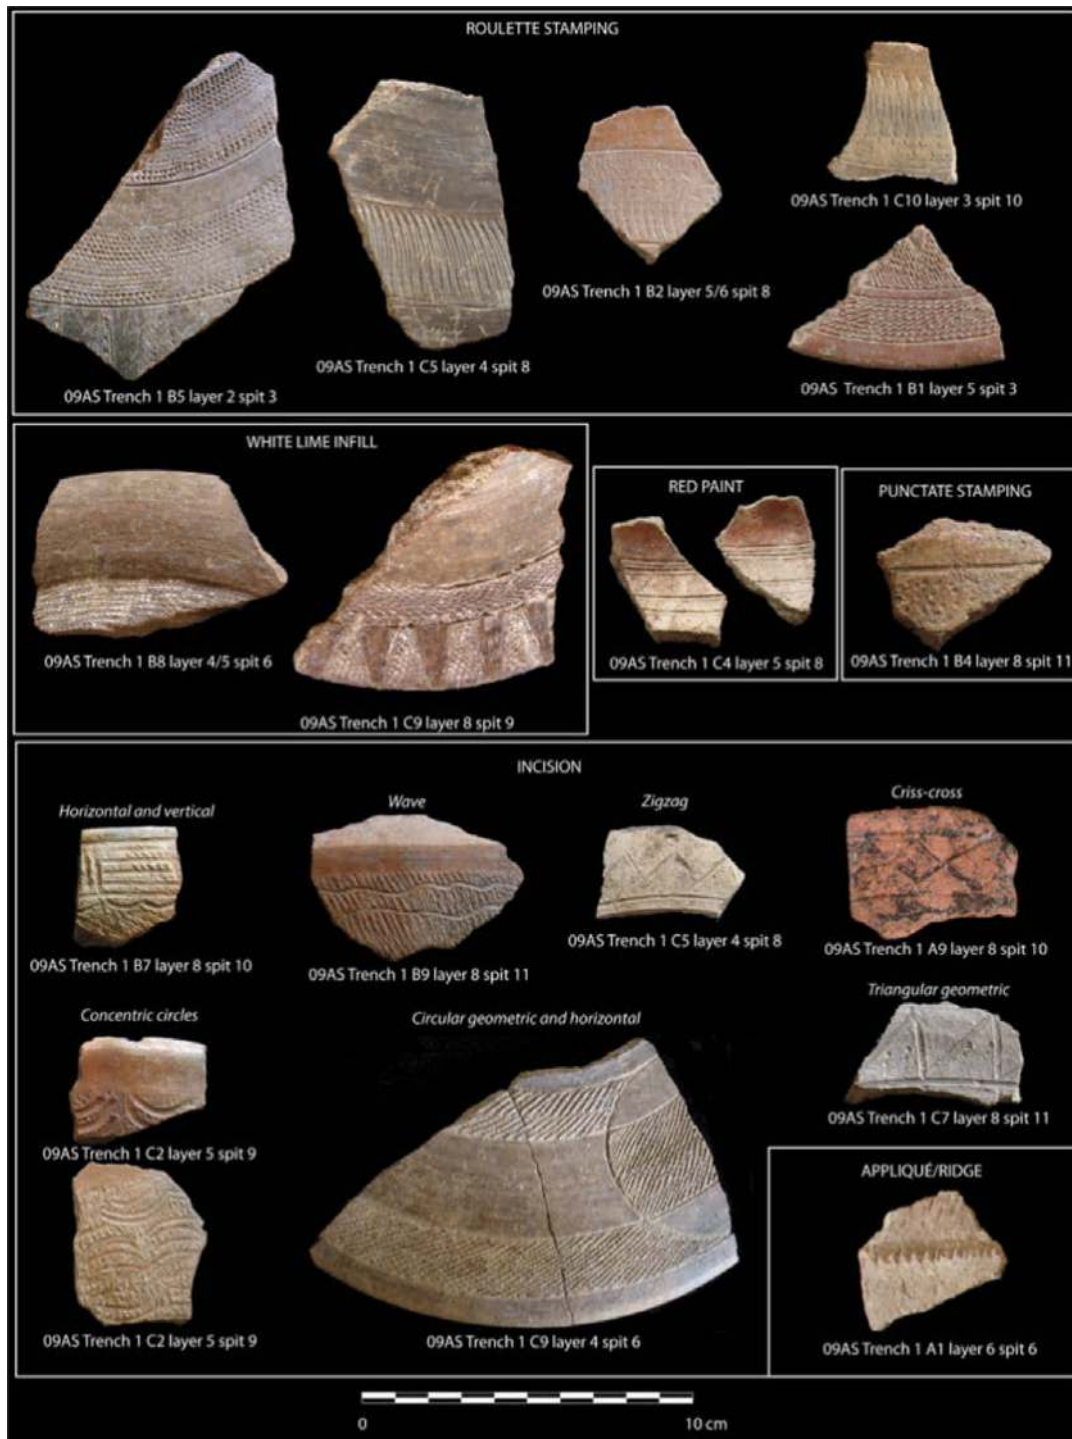 ROULETTE STAMPING
09AS Trench 1 B5 layer 2 spit 3
09AS Trench 1 C5 layer 4 spit 8
09AS Trench 1 B2 layer 5/6 spit 8
09AS Trench 1 C10 layer 3 spit 10
09AS Trench 1 B1 layer 5 spit 3
WHITE LIME INFILL
09AS Trench 1 B8 layer 4/5 spit 6
09AS Trench 1 C9 layer 8 spit 9
RED PAINT
09AS Trench 1 C4 layer 5 spit 8
PUNCTATE STAMPING
09AS Trench 1 B4 layer 8 spit 11
INCISION
Horizontal and vertical
09AS Trench 1 B7 layer 8 spit 10
Wave
09AS Trench 1 B9 layer 8 spit 11
Zigzag
09AS Trench 1 C5 layer 4 spit 8
Criss-cross
09AS Trench 1 A9 layer 8 spit 10
Concentric circles
09AS Trench 1 C2 layer 5 spit 9
09AS Trench 1 C2 layer 5 spit 9
Circular geometric and horizontal
09AS Trench 1 C9 layer 4 spit 6
Triangular geometric
09AS Trench 1 C7 layer 8 spit 11
APPLIQUÉ/RIDGE
09AS Trench 1 A1 layer 6 spit 6
0
10 cm